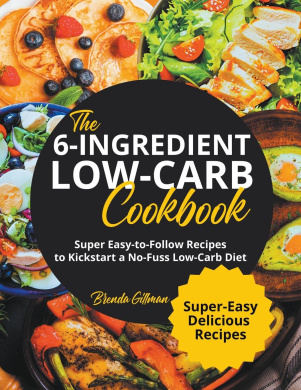 The
6-INGREDIENT
LOW-CARB
Cookbook
Super Easy-to-Follow Recipes
to Kickstart a No-Fuss Low-Carb Diet
Brenda Gillman
Super-Easy
Delicious
Recipes